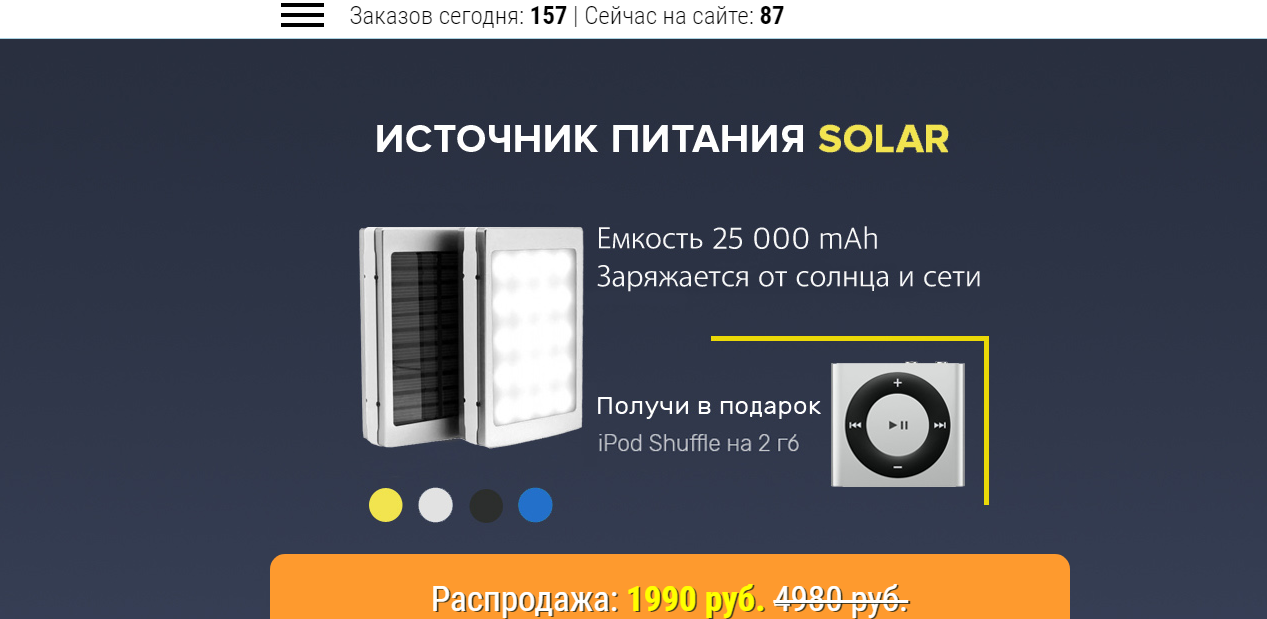 Заказов сегодня: 157 | Сейчас на сайте: 87
ИСТОЧНИК ПИТАНИЯ SOLAR
Емкость 25 000 mAh
Заряжается от солнца и сети
Получи в подарок
iPod Shuffle на 2 гб
Распродажа: 1990 руб. 4980 руб.